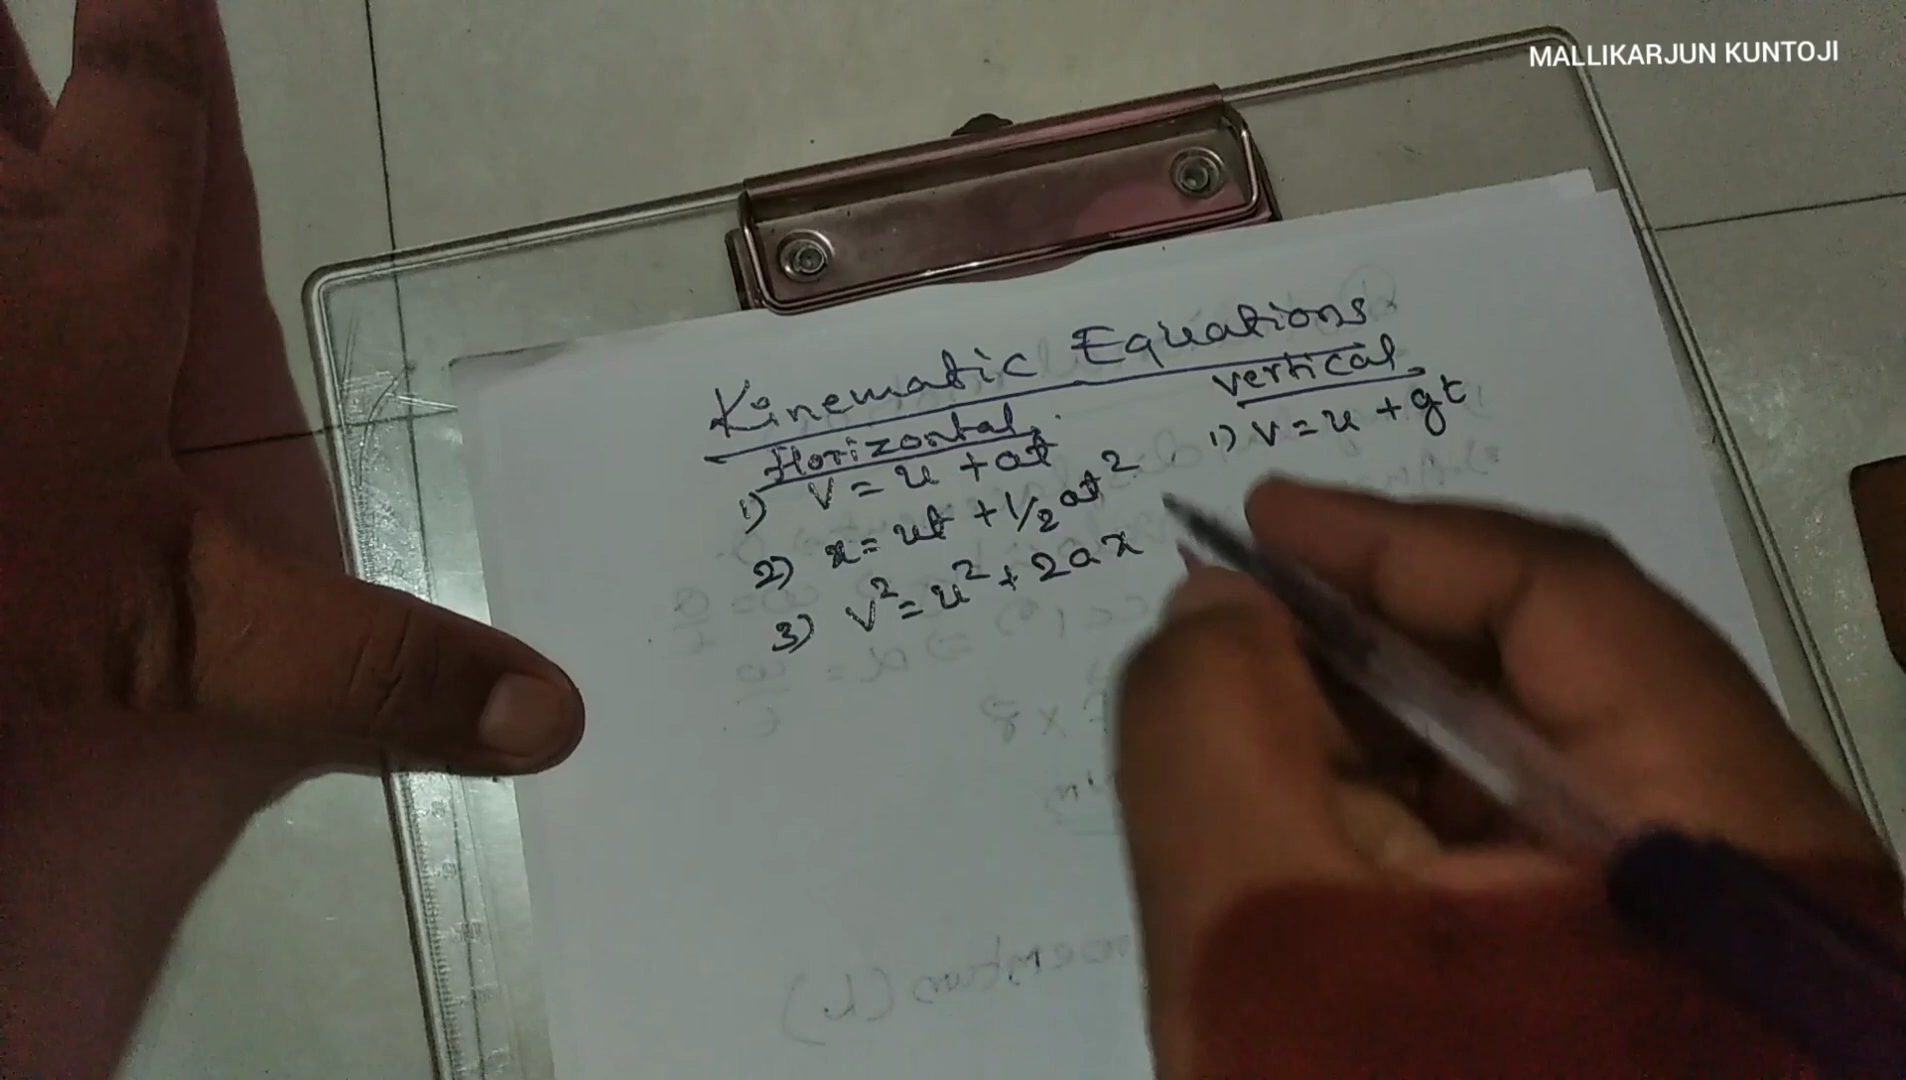 MALLIKARJUN KUNTOJI
Kinematic Equations
Horizontal.
1) v = u + at
2) x = ut + 1/2 at²
3) v² = u² + 2ax
vertical.
1) v = u + gt